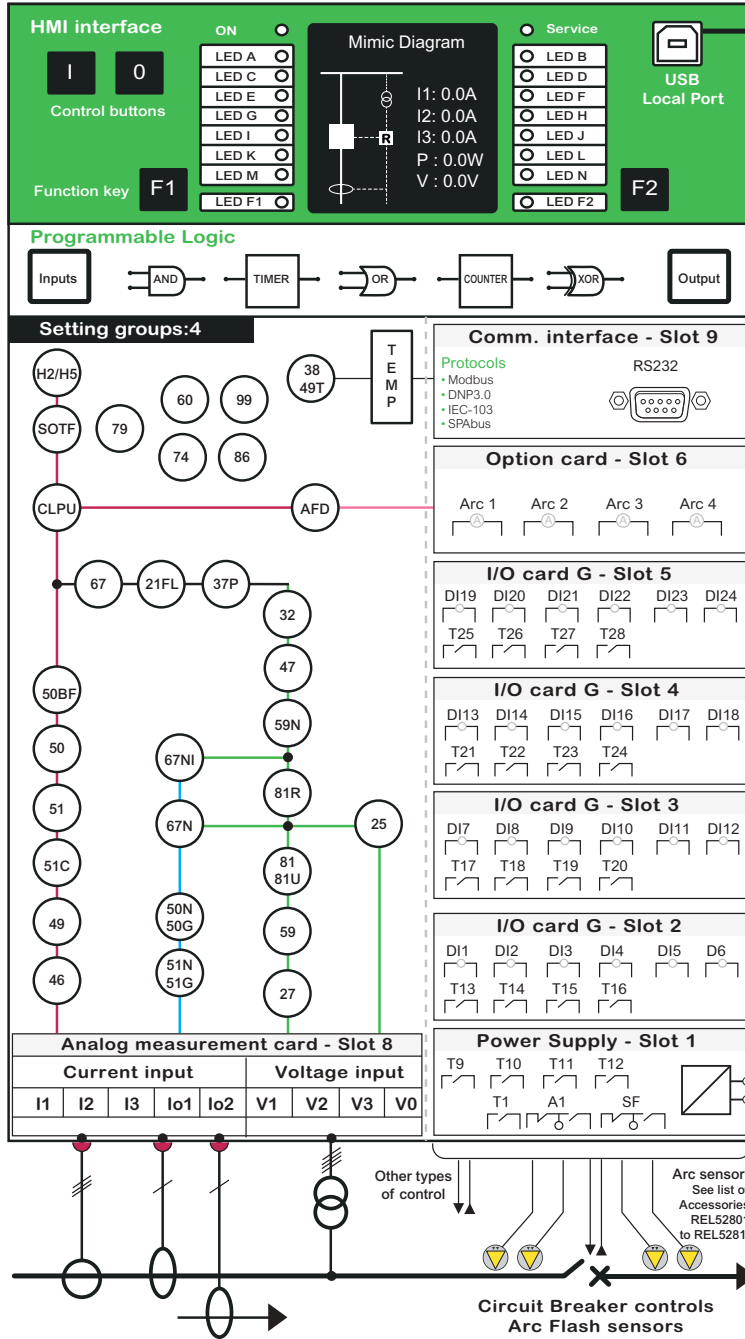 HMI interface
I
0
Control buttons
Function key
F1
ON
LED A
LED C
LED E
LED G
LED I
LED K
LED M
LED F1
Mimic Diagram
R
I1: 0.0A
I2: 0.0A
I3: 0.0A
P : 0.0W
V : 0.0V
Service
LED B
LED D
LED F
LED H
LED J
LED L
LED N
LED F2
F2
USB
Local Port
Programmable Logic
Inputs
AND
TIMER
OR
COUNTER
XOR
Output
Setting groups:4
H2/H5
SOTF
79
60
99
74
86
38
49T
TEMP
CLPU
AFD
67
21FL
37P
32
47
59N
50BF
50
51
51C
49
46
67NI
67N
50N
50G
51N
51G
81R
81
81U
59
27
25
Comm. interface - Slot 9
Protocols
• Modbus
• DNP3.0
• IEC-103
• SPAbus
RS232
Option card - Slot 6
Arc 1 Arc 2 Arc 3 Arc 4
A A A A
I/O card G - Slot 5
DI19 DI20 DI21 DI22 DI23 DI24
T25 T26 T27 T28
I/O card G - Slot 4
DI13 DI14 DI15 DI16 DI17 DI18
T21 T22 T23 T24
I/O card G - Slot 3
DI7 DI8 DI9 DI10 DI11 DI12
T17 T18 T19 T20
I/O card G - Slot 2
DI1 DI2 DI3 DI4 DI5 D6
T13 T14 T15 T16
Power Supply - Slot 1
T9 T10 T11 T12
T1 A1 SF
Analog measurement card - Slot 8
Current input Voltage input
I1 I2 I3 Io1 Io2 V1 V2 V3 V0
Other types
of control
Arc sensor
See list o
Accessories
REL52801
to REL5281
Circuit Breaker controls
Arc Flash sensors